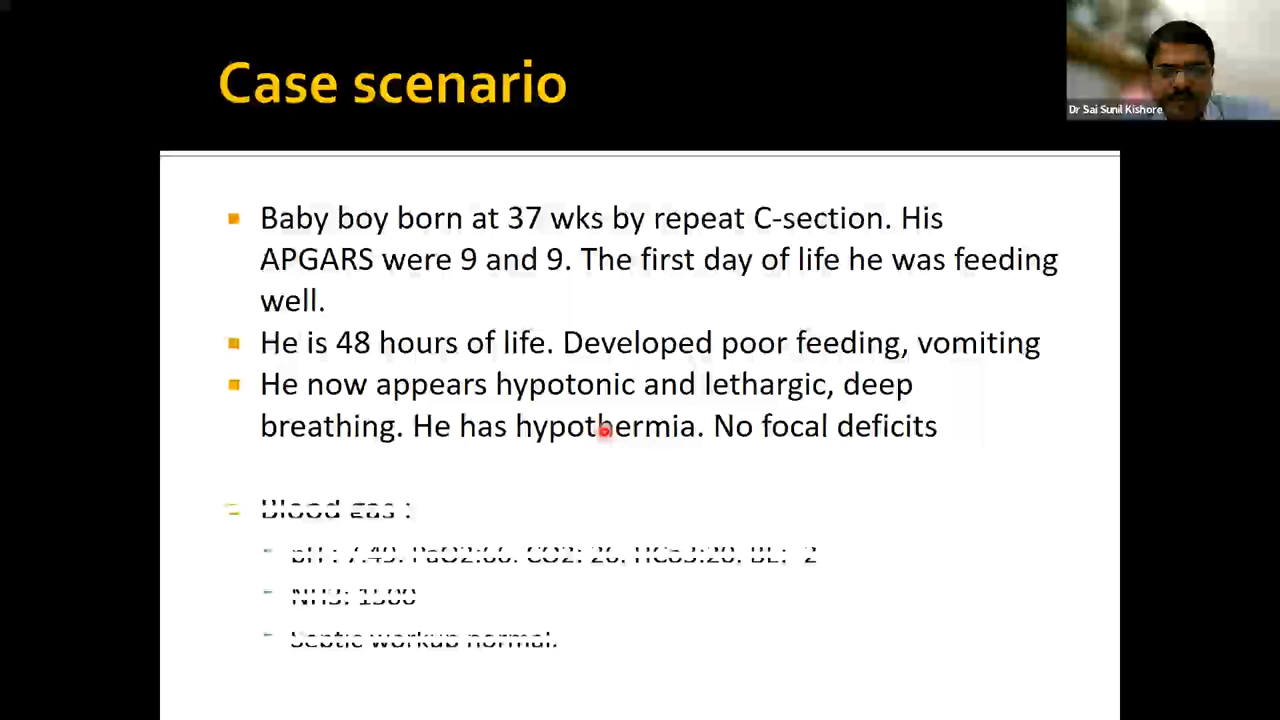 Case scenario
Dr Sai Sunil Kishore
Baby boy born at 37 wks by repeat C-section. His
APGARS were 9 and 9. The first day of life he was feeding
well.
He is 48 hours of life. Developed poor feeding, vomiting
He now appears hypotonic and lethargic, deep
breathing. He has hypothermia. No focal deficits
Blood gas :
NH3: 1500
Septic workup normal.